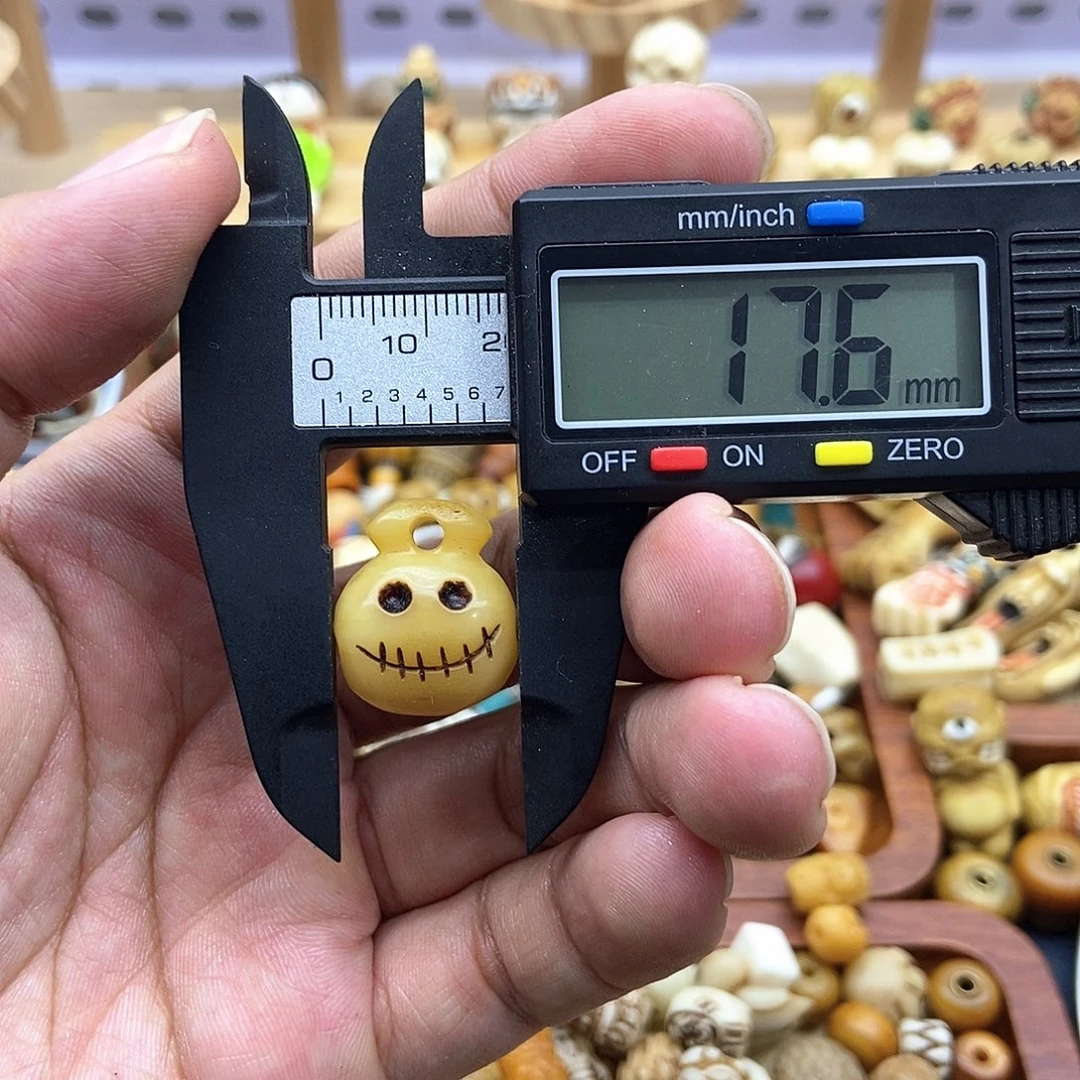 mm/inch
17.6 mm
10 2
0
1 2 3 4 5 6 7
OFF ON ZERO